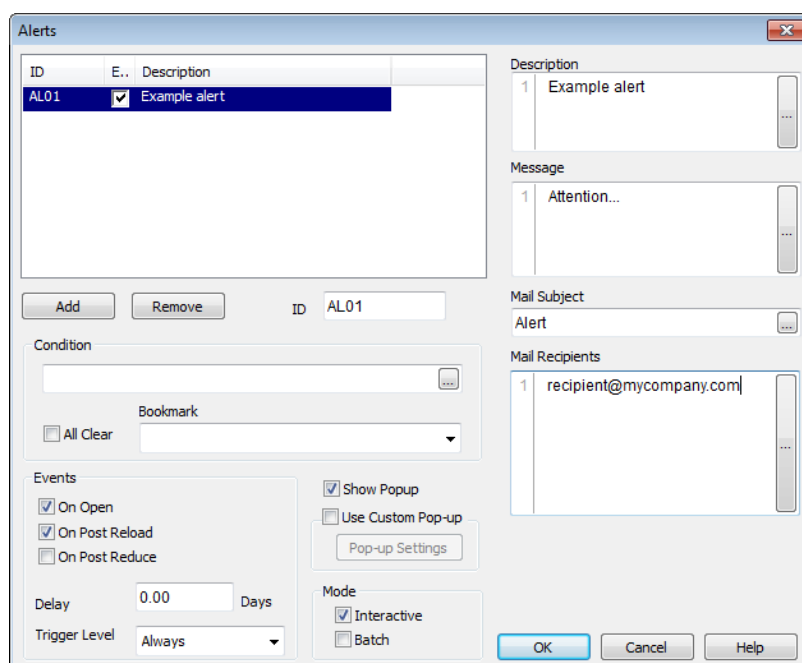 Alerts
ID E.. Description
AL01 Example alert
Add Remove ID AL01
Condition
...
Bookmark
All Clear
Events
On Open
On Post Reload
On Post Reduce
Delay 0.00 Days
Trigger Level Always
Show Popup
Use Custom Pop-up
Pop-up Settings
Mode
Interactive
Batch
Description
1 Example alert
...
Message
1 Attention...
...
Mail Subject
Alert ...
Mail Recipients
1 recipient@mycompany.com
...
OK Cancel Help